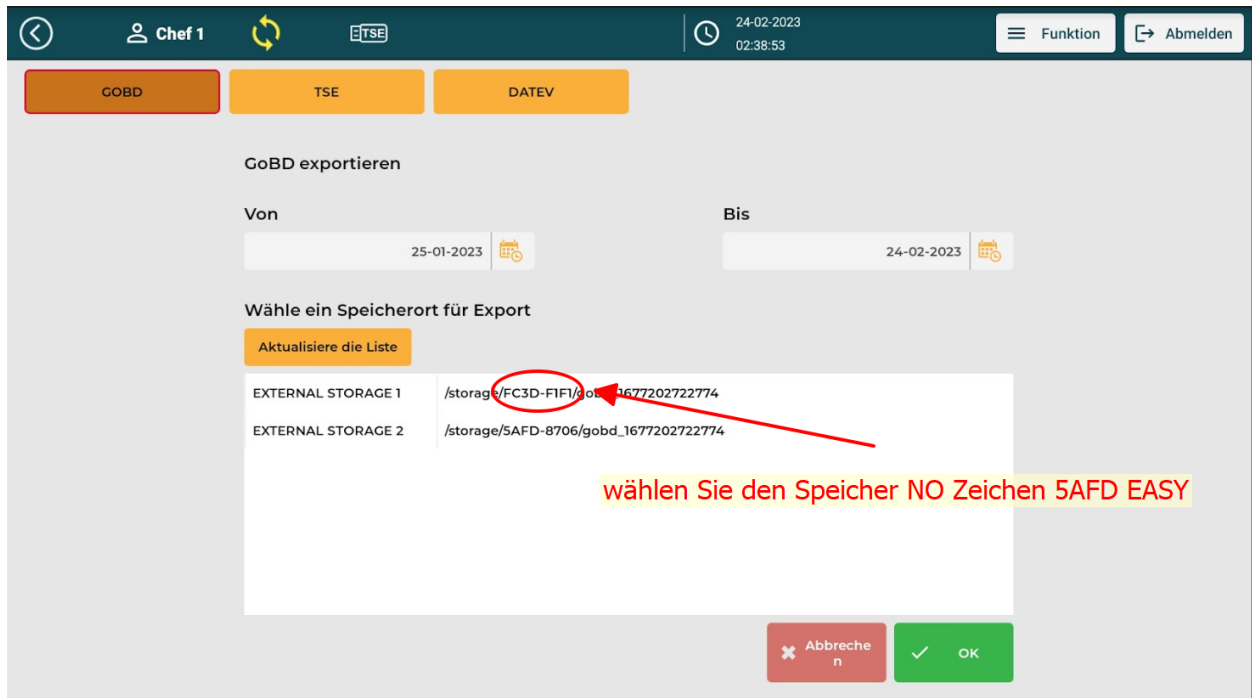 Chef 1
TSE
24-02-2023
02:38:53
Funktion
Abmelden
GOBD
TSE
DATEV
GoBD exportieren
Von
Bis
25-01-2023
24-02-2023
Wähle ein Speicherort für Export
Aktualisiere die Liste
EXTERNAL STORAGE 1 /storage/FC3D-F1F1/gobd_1677202722774
EXTERNAL STORAGE 2 /storage/5AFD-8706/gobd_1677202722774
wählen Sie den Speicher NO Zeichen 5AFD EASY
Abbreche
n
OK